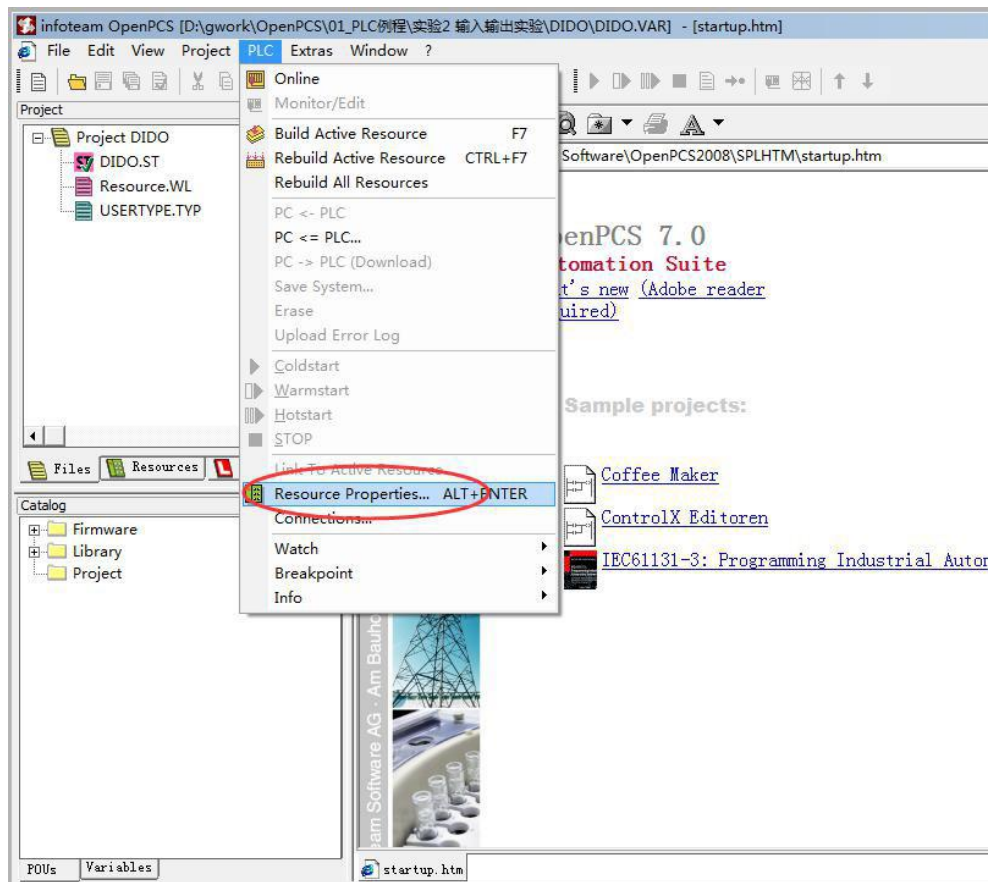 infoteam OpenPCS [D:\gwork\OpenPCS\01_PLC例程\实验2 输入输出实验\DIDO\DIDO.VAR] - [startup.htm]
File Edit View Project PLC Extras Window ?
Project
Project DIDO
DIDO.ST
Resource.WL
USERTYPE.TYP
Files Resources
Catalog
Firmware
Library
Project
POUs Variables
Online
Monitor/Edit
Build Active Resource F7
Rebuild Active Resource CTRL+F7
Rebuild All Resources
PC <- PLC
PC <= PLC...
PC -> PLC (Download)
Save System...
Erase
Upload Error Log
Coldstart
Warmstart
Hotstart
STOP
Link To Active Resource
Resource Properties... ALT+ENTER
Connections...
Watch
Breakpoint
Info
Software\OpenPCS2008\SPLHTM\startup.htm
enPCS 7.0
tomation Suite
t's new (Adobe reader
uired)
Sample projects:
Coffee Maker
ControlX Editoren
IEC61131-3: Programming Industrial Autor
eam Software AG · Am Bauho
startup.htm